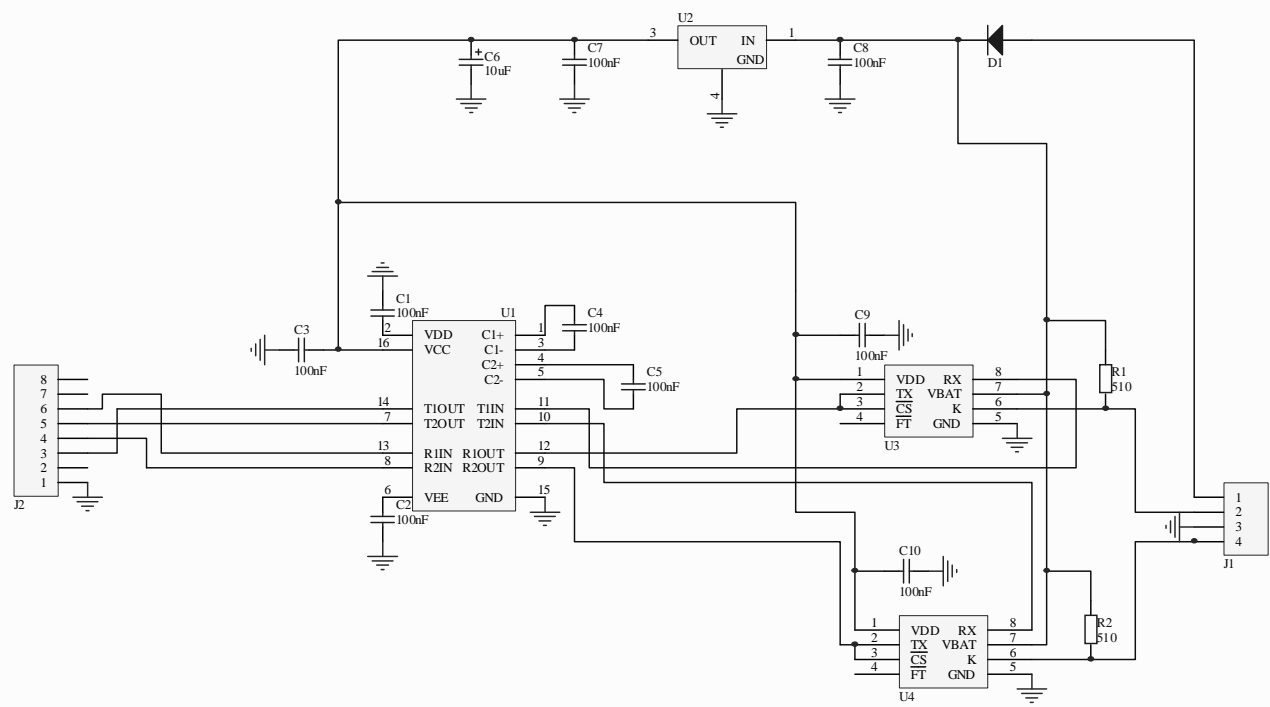 U2
3 OUT IN 1
GND
4
+
C6
10uF
C7
100nF
C8
100nF
D1
C1
100nF
U1
C3
100nF
2 VDD C1+ 1
16 VCC C1- 3
C2+ 4
C2- 5
C4
100nF
C5
100nF
14 T1OUT T1IN 11
7 T2OUT T2IN 10
13 R1IN R1OUT 12
8 R2IN R2OUT 9
6 VEE GND 15
C2
100nF
8
7
6
5
4
3
2
1
J2
C9
100nF
1 VDD RX 8
2 TX VBAT 7
3 CS K 6
4 FT GND 5
U3
R1
510
C10
100nF
1 VDD RX 8
2 TX VBAT 7
3 CS K 6
4 FT GND 5
U4
R2
510
1
2
3
4
J1